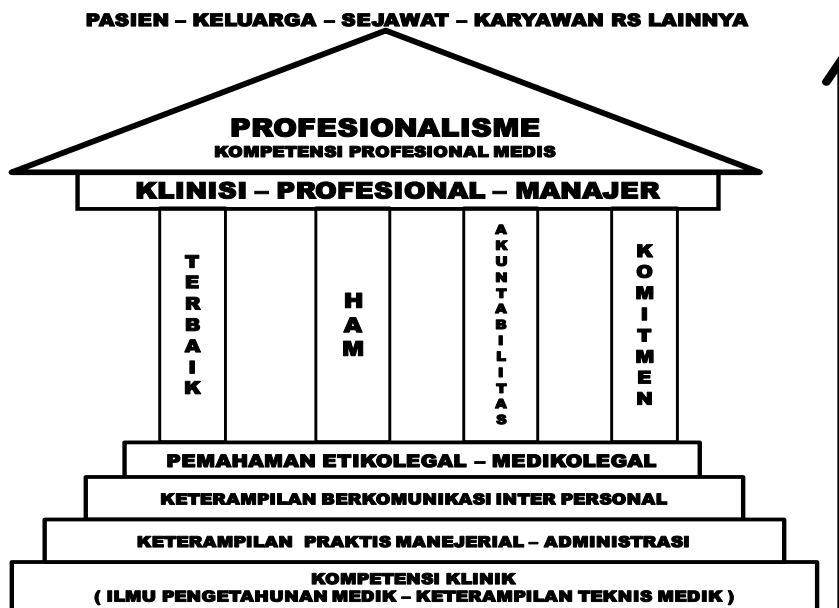 PASIEN – KELUARGA – SEJAWAT – KARYAWAN RS LAINNYA
PROFESIONALISME
KOMPETENSI PROFESIONAL MEDIS
KLINISI – PROFESIONAL – MANAJER
TERBAIK
HAM
AKUNTABILITAS
KOMITMEN
PEMAHAMAN ETIKOLEGAL – MEDIKOLEGAL
KETERAMPILAN BERKOMUNIKASI INTER PERSONAL
KETERAMPILAN PRAKTIS MANEJERIAL – ADMINISTRASI
KOMPETENSI KLINIK
( ILMU PENGETAHUNAN MEDIK – KETERAMPILAN TEKNIS MEDIK )